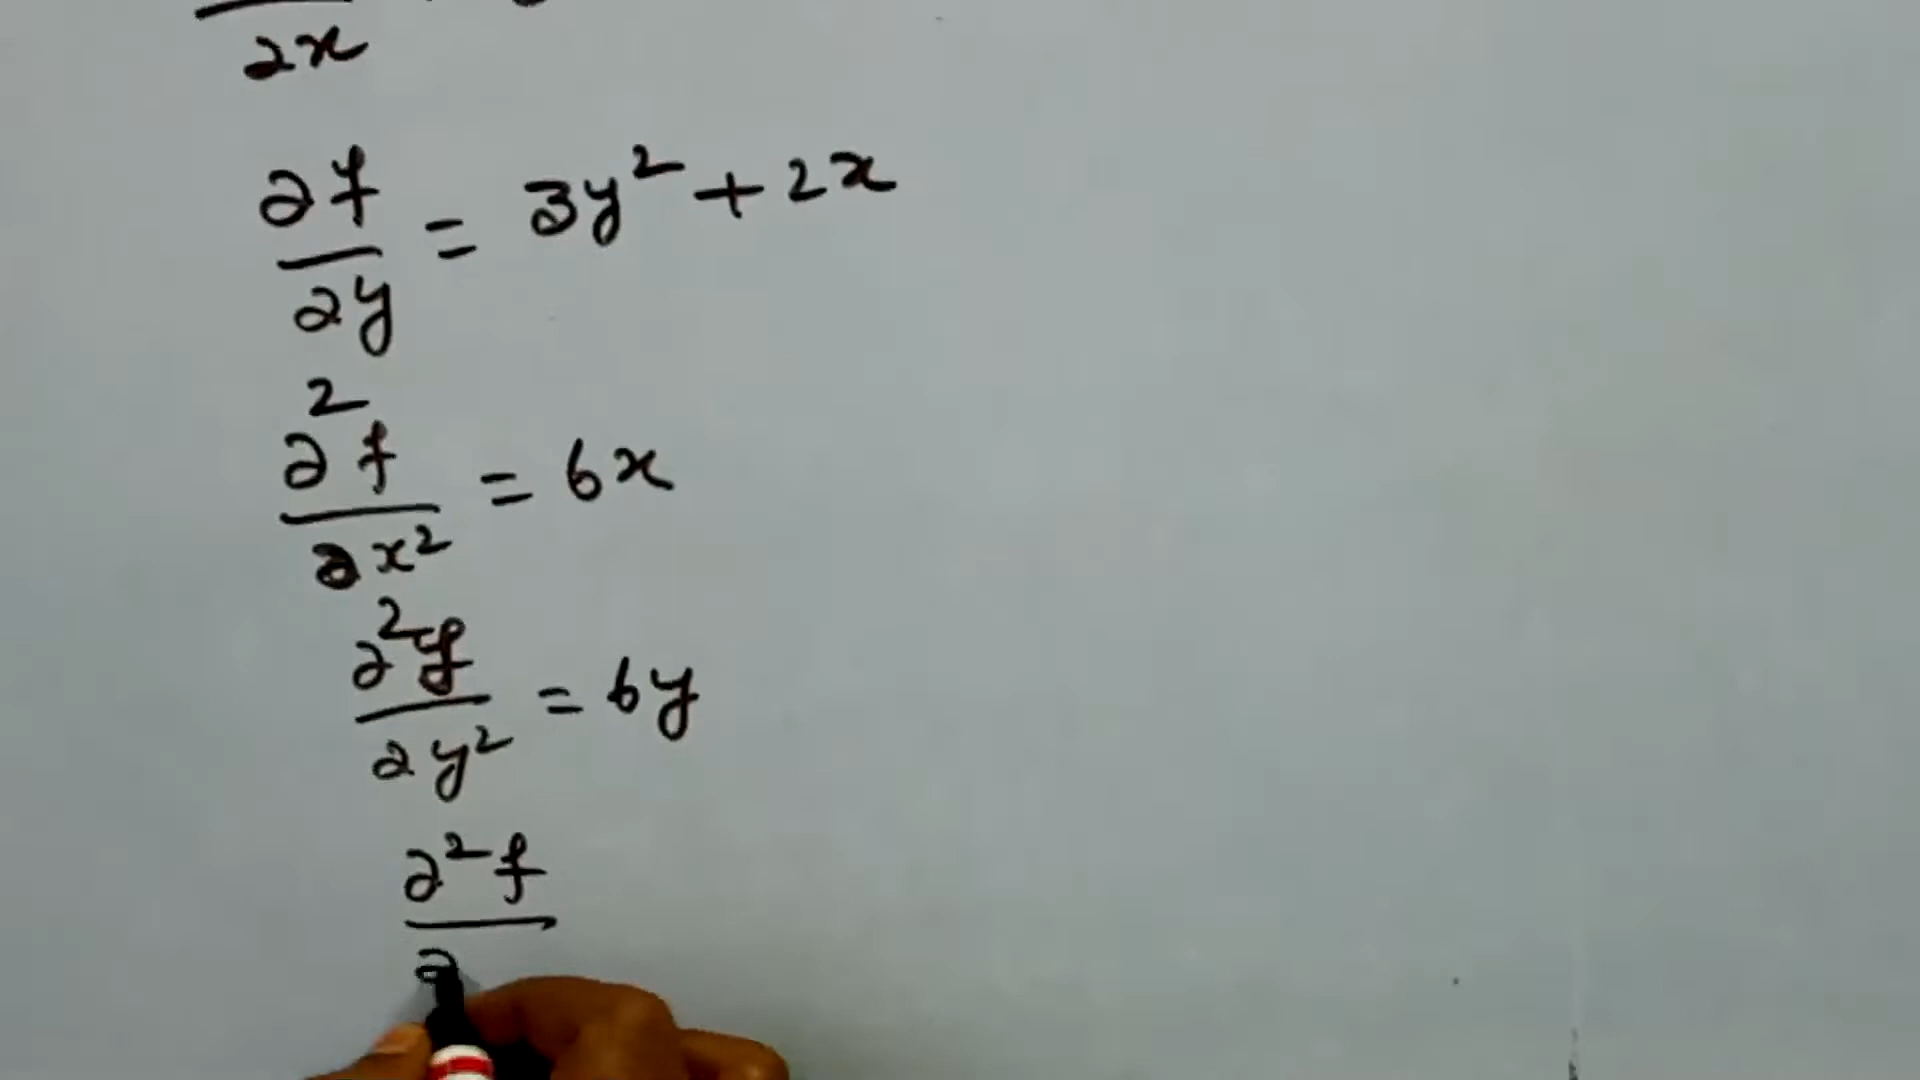 ∂x
∂f/∂y = 3y² + 2x
∂²f/∂x² = 6x
∂²f/∂y² = 6y
∂²f/∂